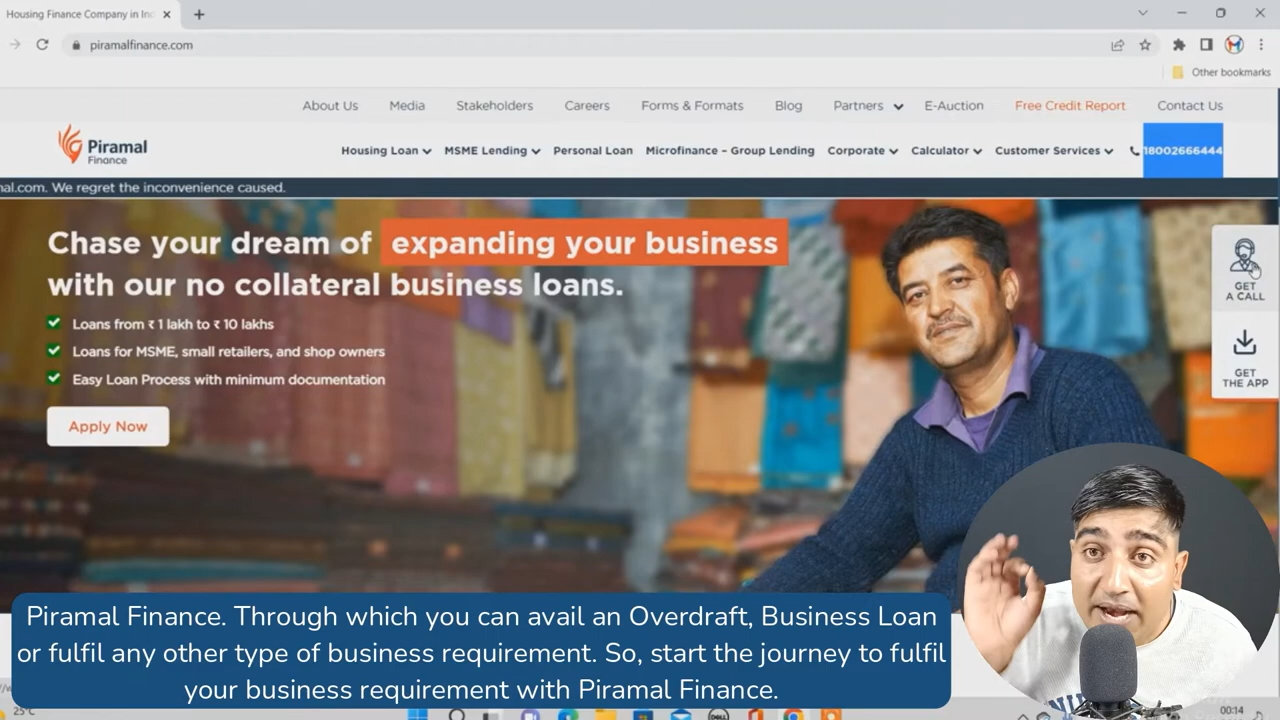 Housing Finance Company in Inc
piramalfinance.com
Other bookmarks
About Us Media Stakeholders Careers Forms & Formats Blog Partners E-Auction Free Credit Report Contact Us
Piramal
Finance
Housing Loan MSME Lending Personal Loan Microfinance – Group Lending Corporate Calculator Customer Services 18002666444
nal.com. We regret the inconvenience caused.
Chase your dream of expanding your business
with our no collateral business loans.
Loans from ₹ 1 lakh to ₹ 10 lakhs
Loans for MSME, small retailers, and shop owners
Easy Loan Process with minimum documentation
Apply Now
GET
A CALL
GET
THE APP
Piramal Finance. Through which you can avail an Overdraft, Business Loan
or fulfil any other type of business requirement. So, start the journey to fulfil
your business requirement with Piramal Finance.
25°C
DELL
00:14